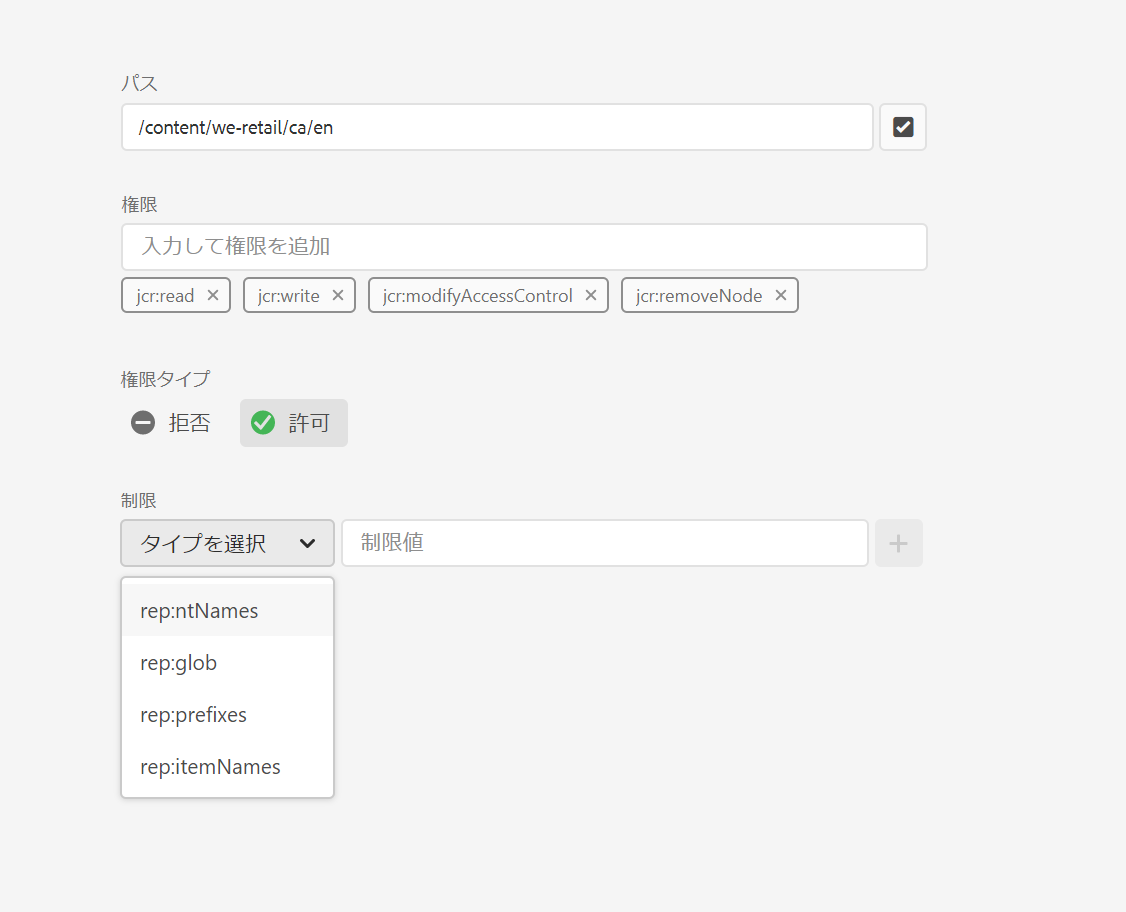 パス
/content/we-retail/ca/en
権限
入力して権限を追加
jcr:read × jcr:write × jcr:modifyAccessControl × jcr:removeNode ×
権限タイプ
拒否 許可
制限
タイプを選択 制限値
rep:ntNames
rep:glob
rep:prefixes
rep:itemNames